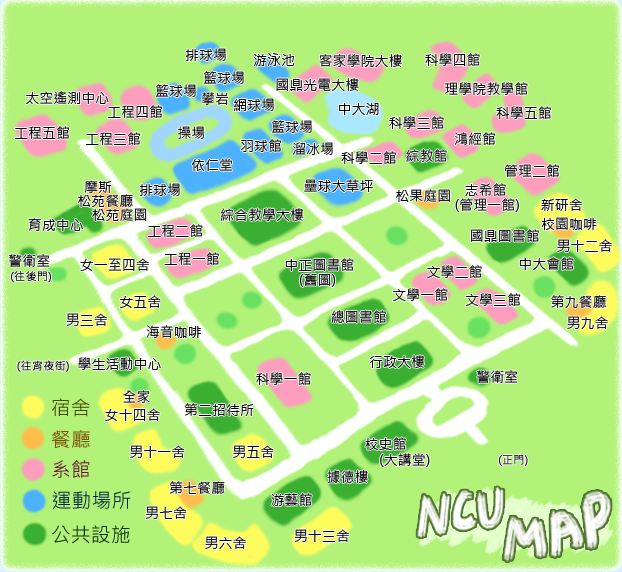 排球場
游泳池
客家學院大樓
科學四館
籃球場
籃球場
攀岩
國鼎光電大樓
網球場
理學院教學館
太空遙測中心
工程四館
中大湖
科學五館
工程五館
工程三館
操場
籃球場
科學三館
鴻經館
羽球館
溜冰場
科學二館
綜教館
依仁堂
管理二館
摩斯
松苑餐廳
松苑庭園
排球場
壘球大草坪
松果庭園
志希館
(管理一館)
新研舍
育成中心
綜合教學大樓
校園咖啡
工程二館
國鼎圖書館
男十二舍
警衛室
(往後門)
女一至四舍
工程一館
中正圖書館
(舊圖)
文學二館
中大會館
女五舍
文學一館
文學三館
第九餐廳
男九舍
男三舍
海音咖啡
總圖書館
(往宵夜街)
學生活動中心
科學一館
行政大樓
警衛室
全家
女十四舍
第二招待所
宿舍
餐廳
系館
運動場所
公共設施
男十一舍
男五舍
校史館
(大講堂)
(正門)
據德樓
第七餐廳
男七舍
游藝館
男六舍
男十三舍
NCU
MAP